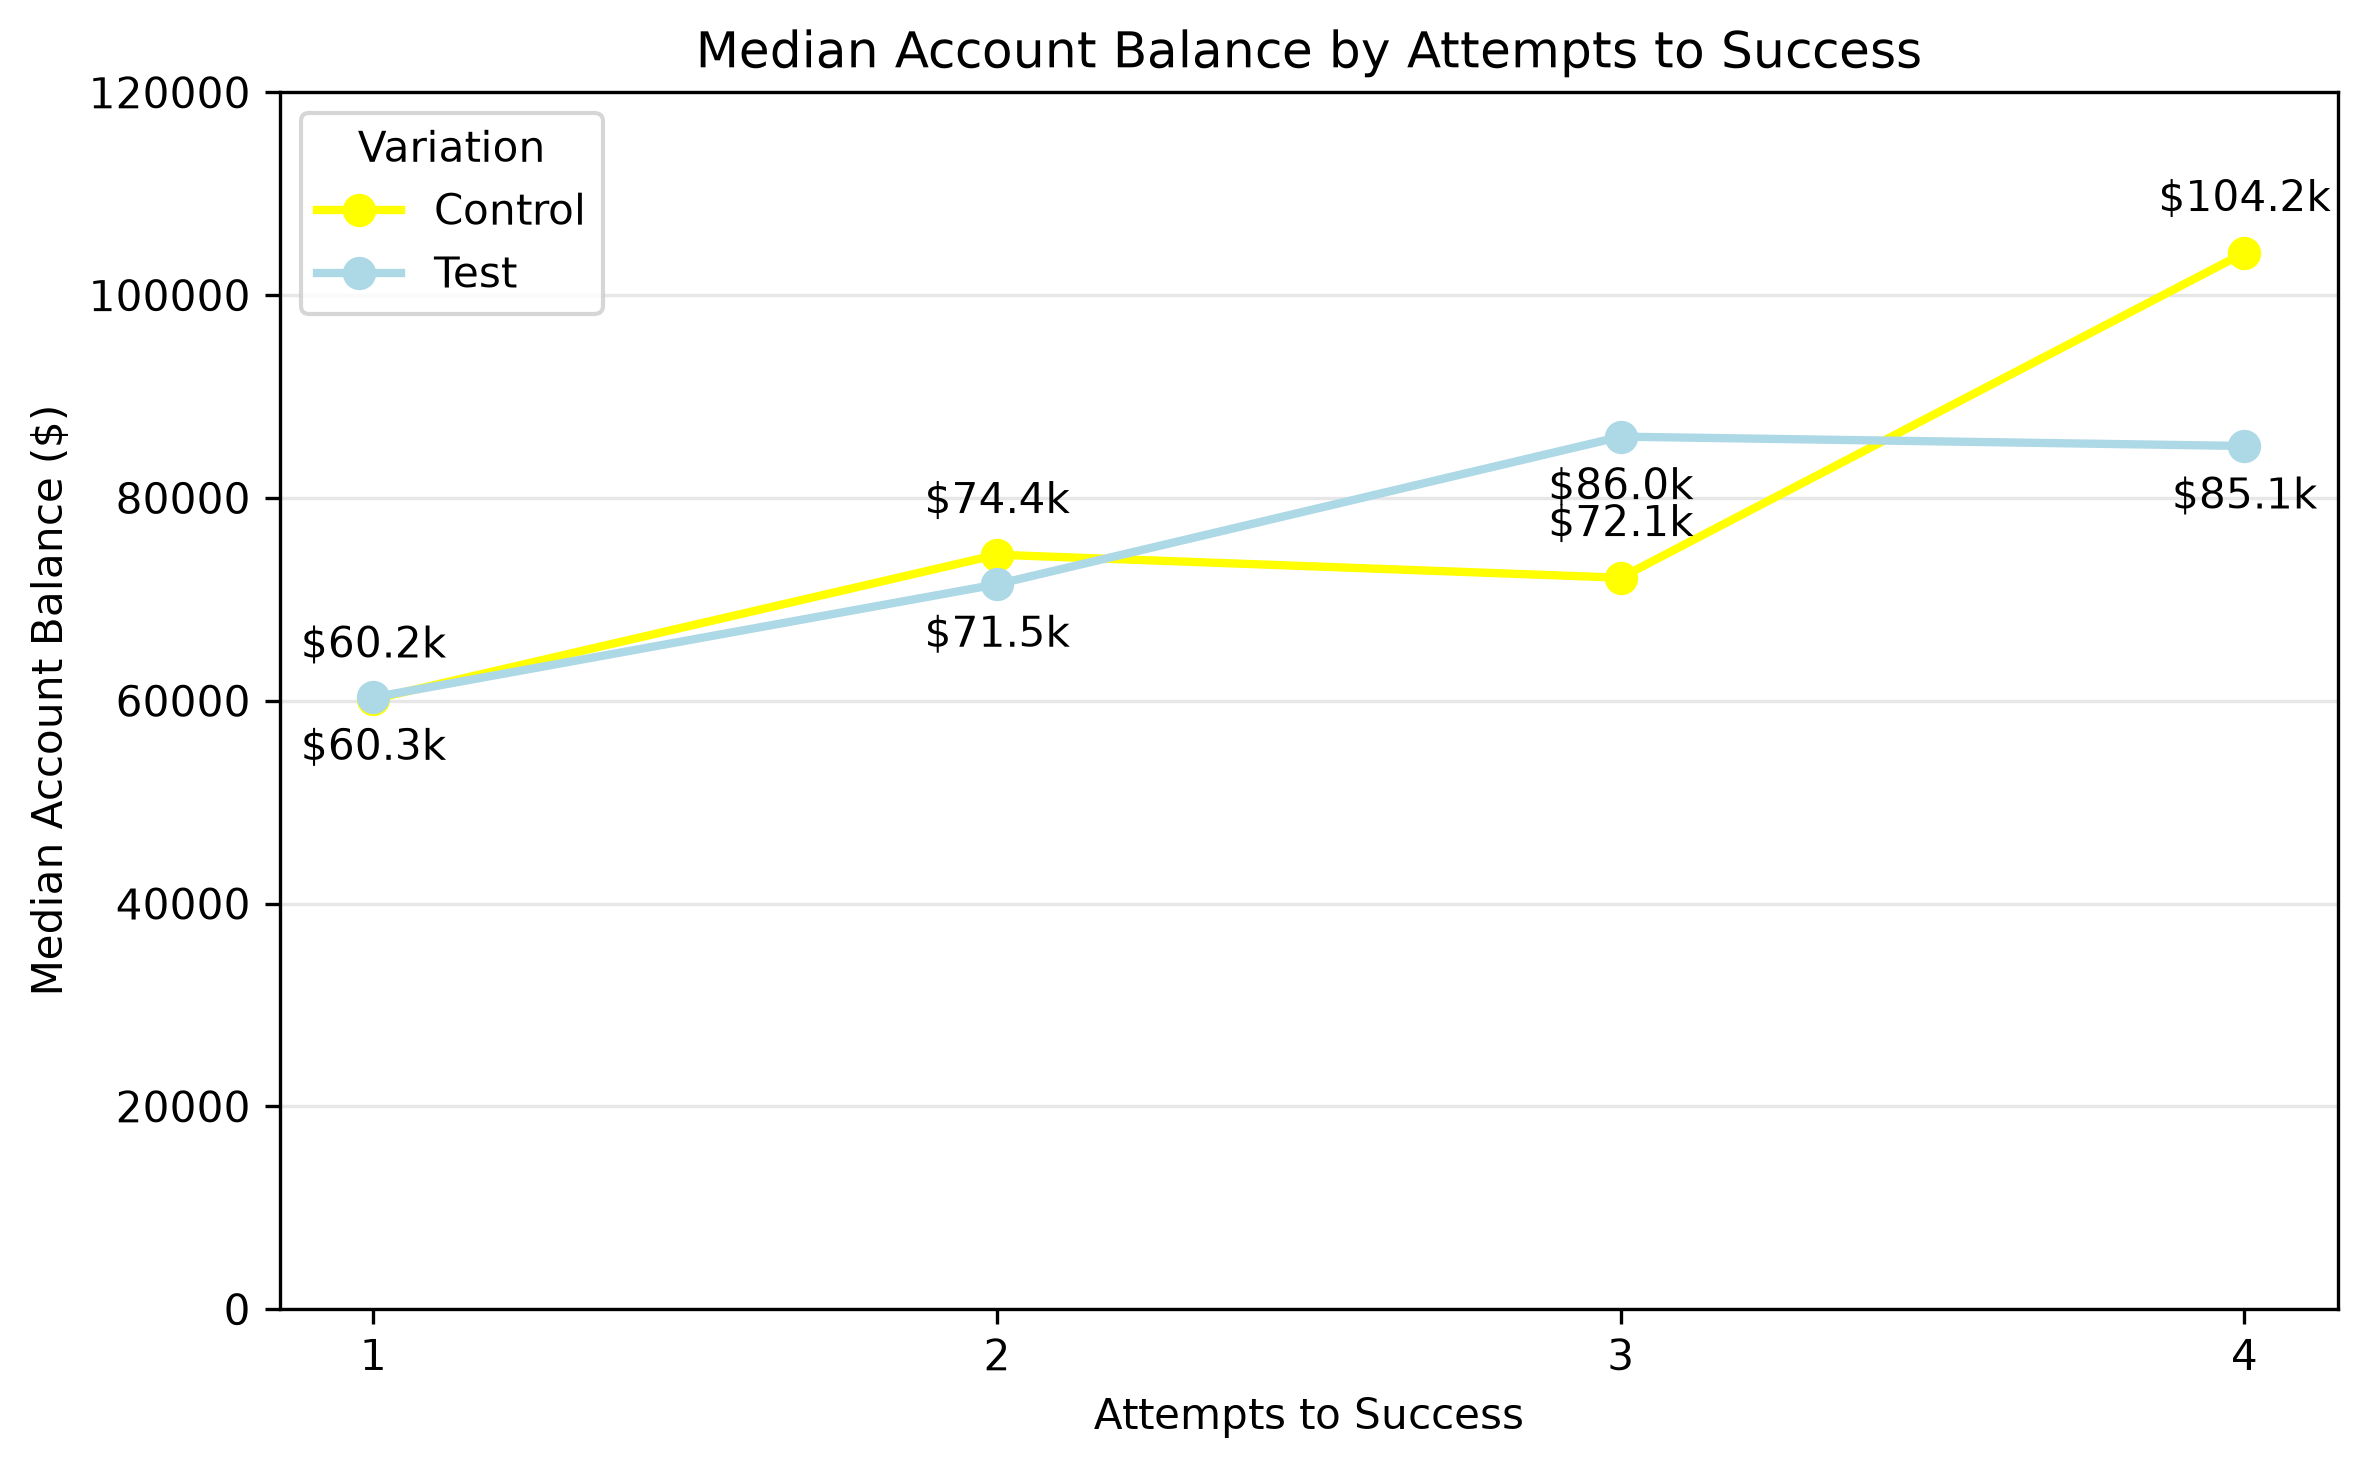 Median Account Balance by Attempts to Success
Variation
Control
Test
Median Account Balance ($)
120000
100000
80000
60000
40000
20000
0
$60.2k
$60.3k
$74.4k
$71.5k
$86.0k
$72.1k
$104.2k
$85.1k
1 2 3 4
Attempts to Success